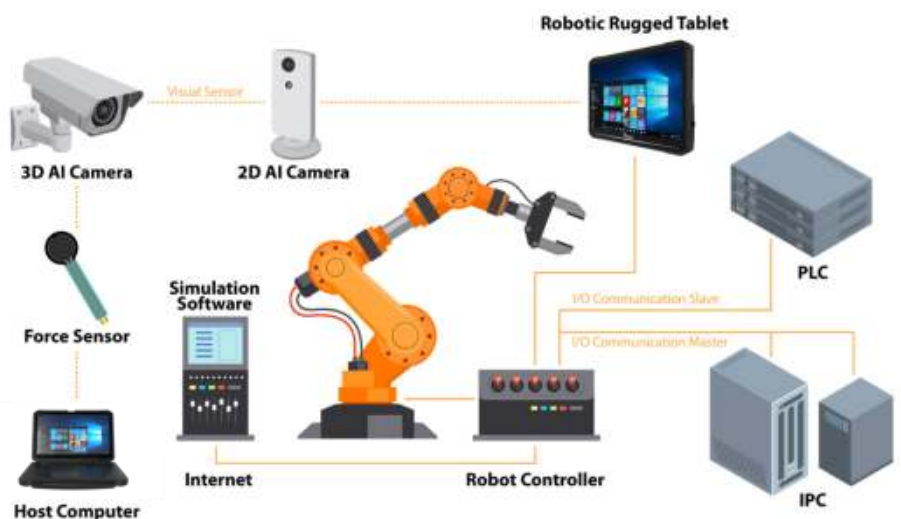 Robotic Rugged Tablet
Visual Sensor
3D AI Camera
2D AI Camera
PLC
Simulation
Software
I/O Communication Slave
Force Sensor
I/O Communication Master
Internet
Robot Controller
IPC
Host Computer